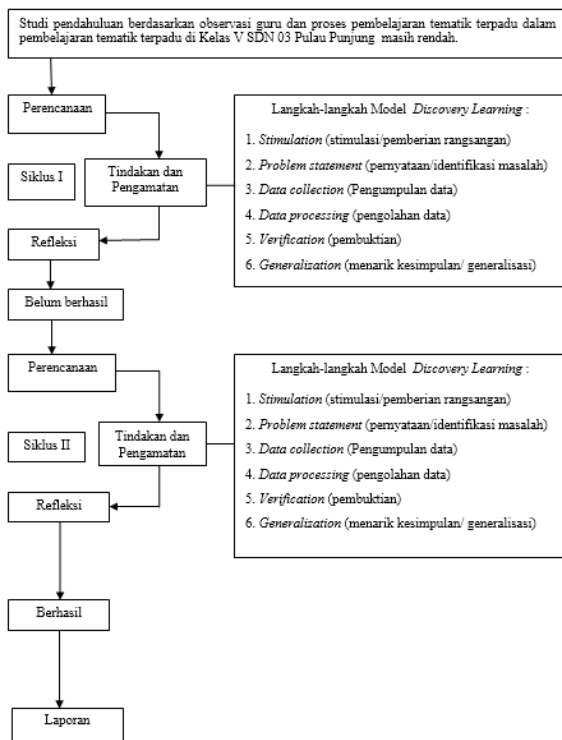 Studi pendahuluan berdasarkan observasi guru dan proses pembelajaran tematik terpadu dalam
pembelajaran tematik terpadu di Kelas V SDN 03 Pulau Punjung masih rendah.
Perencanaan
Siklus I
Tindakan dan
Pengamatan
Refleksi
Belum berhasil
Langkah-langkah Model Discovery Learning :
1. Stimulation (stimulasi/pemberian rangsangan)
2. Problem statement (pernyataan/identifikasi masalah)
3. Data collection (Pengumpulan data)
4. Data processing (pengolahan data)
5. Verification (pembuktian)
6. Generalization (menarik kesimpulan/ generalisasi)
Perencanaan
Siklus II
Tindakan dan
Pengamatan
Refleksi
Langkah-langkah Model Discovery Learning :
1. Stimulation (stimulasi/pemberian rangsangan)
2. Problem statement (pernyataan/identifikasi masalah)
3. Data collection (Pengumpulan data)
4. Data processing (pengolahan data)
5. Verification (pembuktian)
6. Generalization (menarik kesimpulan/ generalisasi)
Berhasil
Laporan